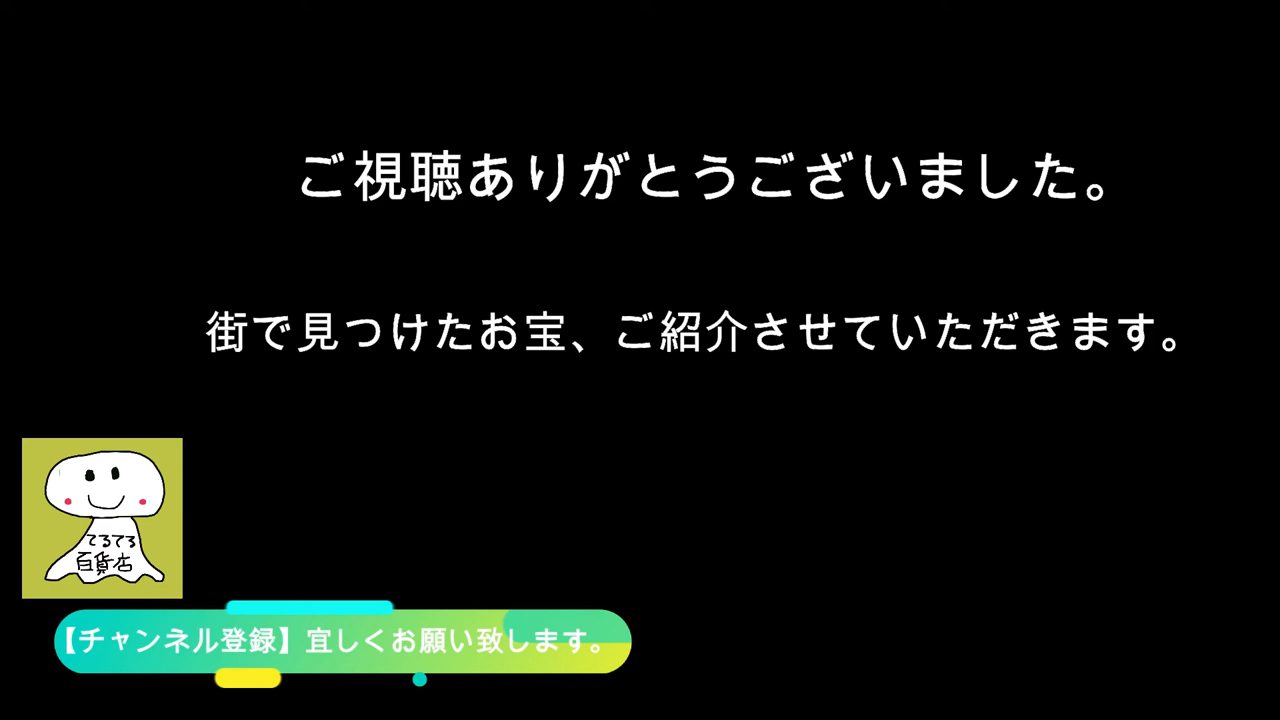 ご視聴ありがとうございました。
街で見つけたお宝、ご紹介させていただきます。
てるてる
百貨店
【チャンネル登録】宜しくお願い致します。